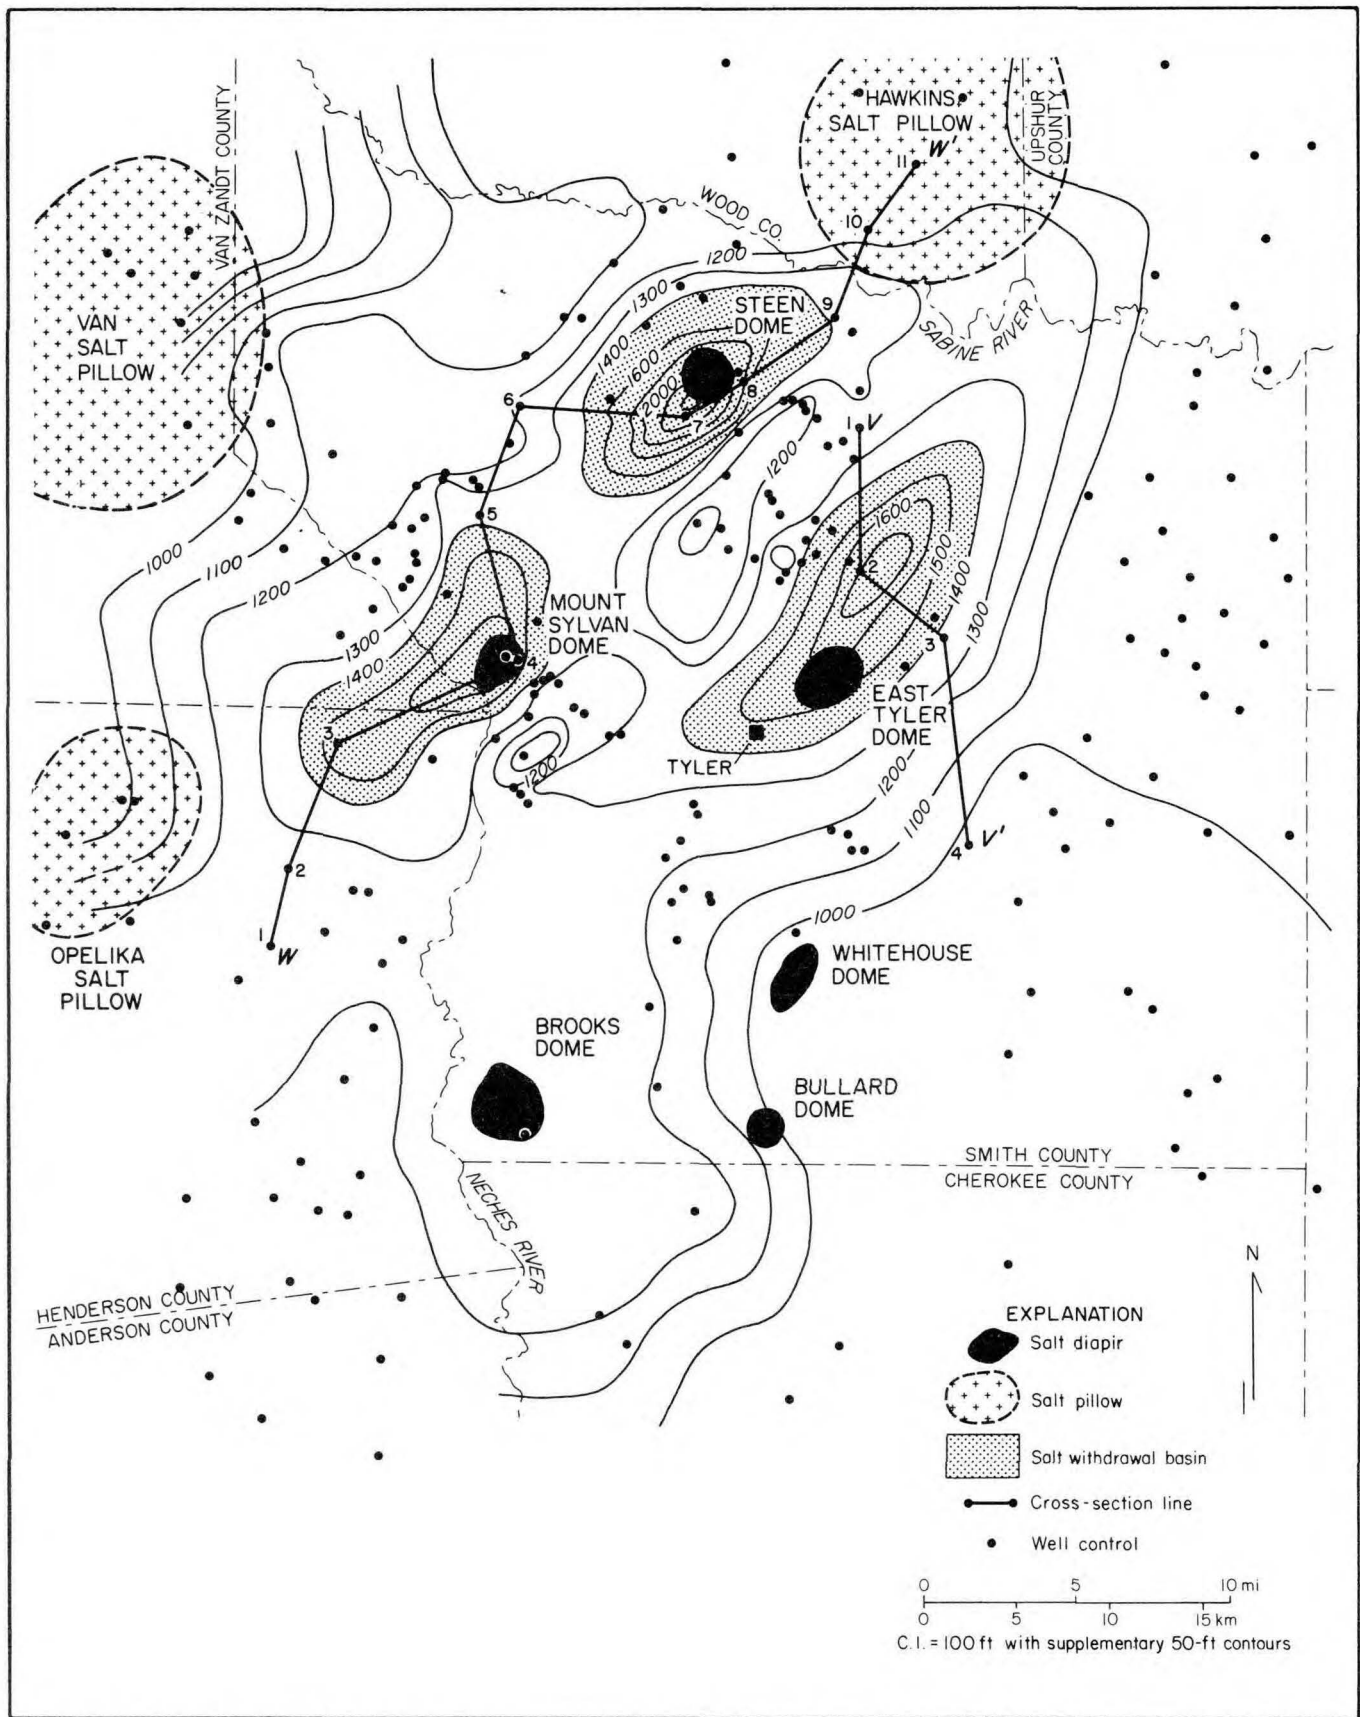 VAN ZANDT COUNTY
HAWKINS
SALT PILLOW
UPSHUR
COUNTY
W'
11
10
WOOD CO.
1200
1300
STEEN
DOME
9
SABINE RIVER
VAN
SALT
PILLOW
1400
1600
2000
8
7
6
1
V
1200
5
1600
1500
1400
1300
2
3
1000
1100
1200
1300
1400
MOUNT
SYLVAN
DOME
4
3
EAST
TYLER
DOME
TYLER
1200
1200
1100
4
V'
2
1
W
1000
OPELIKA
SALT
PILLOW
WHITEHOUSE
DOME
BROOKS
DOME
BULLARD
DOME
SMITH COUNTY
CHEROKEE COUNTY
NECHES RIVER
HENDERSON COUNTY
ANDERSON COUNTY
N
EXPLANATION
Salt diapir
Salt pillow
Salt withdrawal basin
Cross-section line
Well control
0 5 10 mi
0 5 10 15 km
C.I. = 100 ft with supplementary 50-ft contours